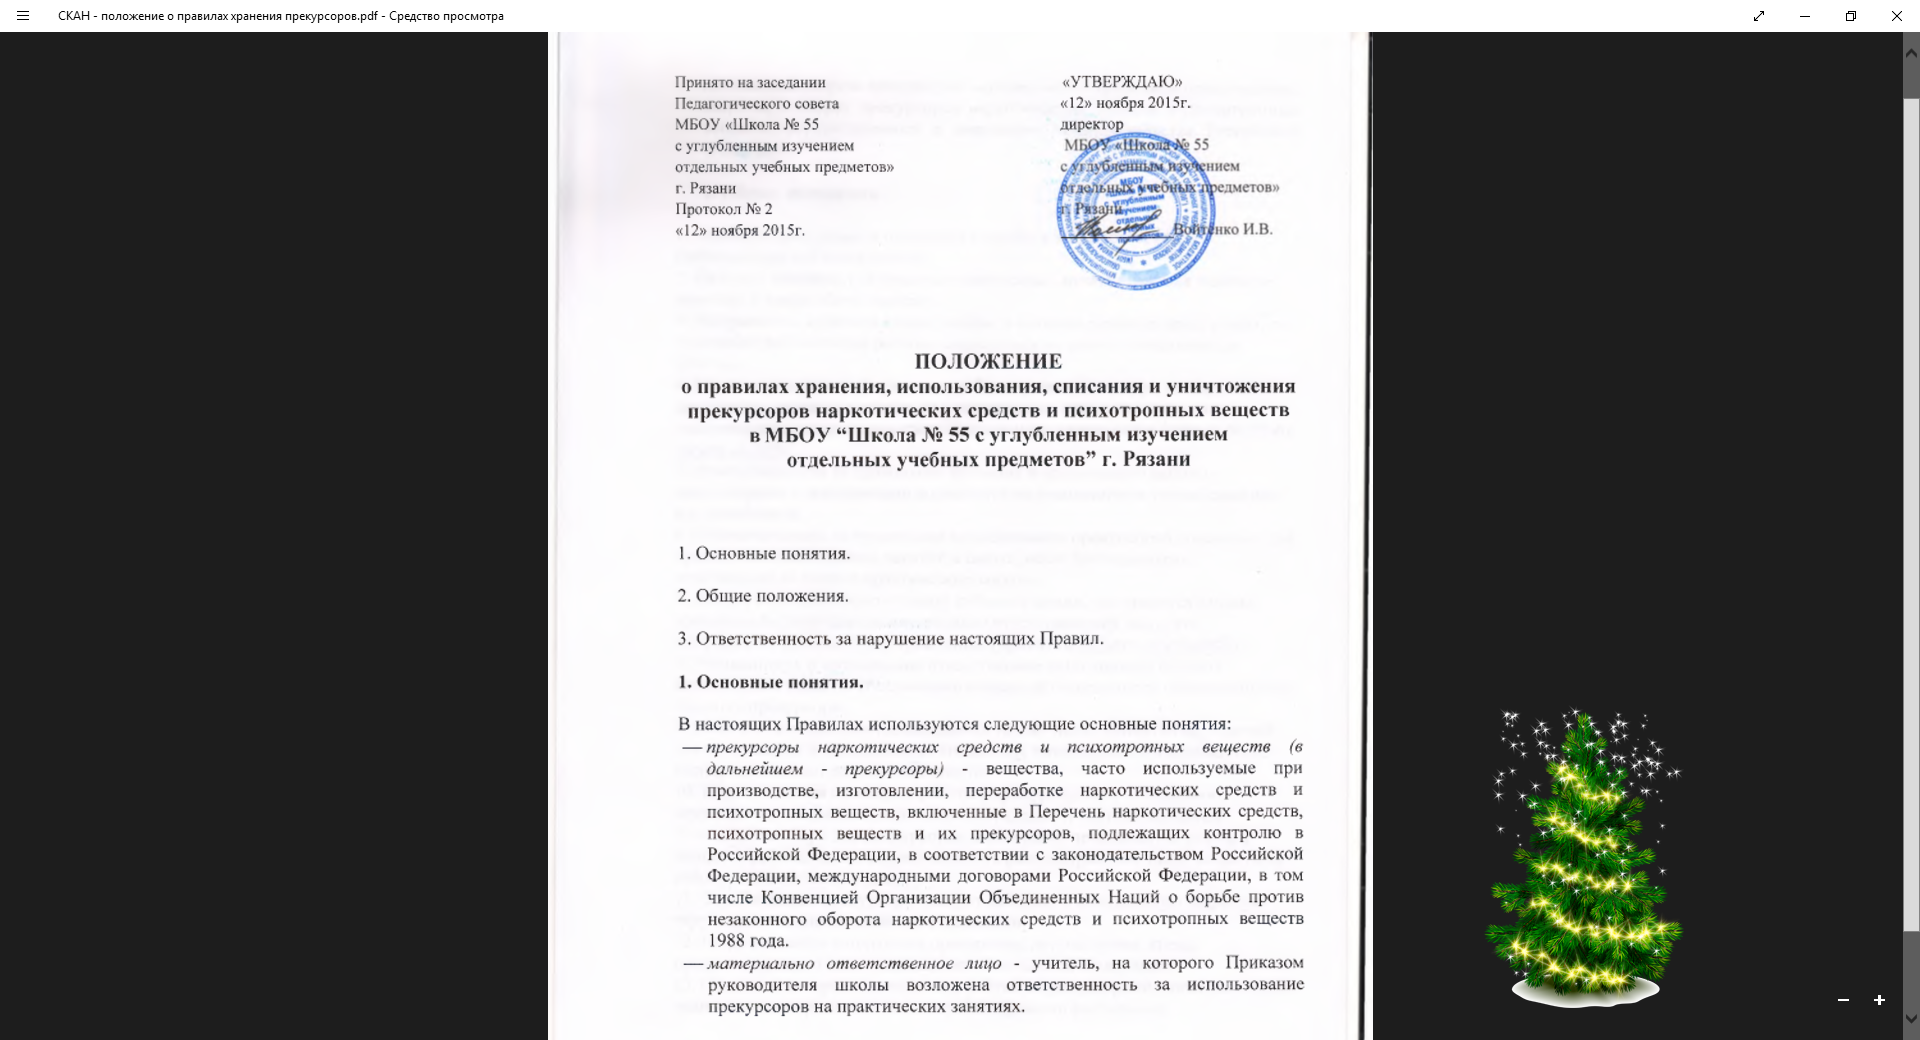 СКАН - положение о правилах хранения прекурсоров.pdf - Средство просмотра
Принято на заседании
Педагогического совета
МБОУ «Школа № 55
с углубленным изучением
отдельных учебных предметов»
г. Рязани
Протокол № 2
«12» ноября 2015г.
«УТВЕРЖДАЮ»
«12» ноября 2015г.
директор
МБОУ «Школа № 55
с углубленным изучением
отдельных учебных предметов»
г. Рязани
Войтенко И.В.
ПОЛОЖЕНИЕ
о правилах хранения, использования, списания и уничтожения
прекурсоров наркотических средств и психотропных веществ
в МБОУ “Школа № 55 с углубленным изучением
отдельных учебных предметов” г. Рязани
1. Основные понятия.
2. Общие положения.
3. Ответственность за нарушение настоящих Правил.
1. Основные понятия.
В настоящих Правилах используются следующие основные понятия:
— прекурсоры наркотических средств и психотропных веществ (в
дальнейшем - прекурсоры) - вещества, часто используемые при
производстве, изготовлении, переработке наркотических средств и
психотропных веществ, включенные в Перечень наркотических средств,
психотропных веществ и их прекурсоров, подлежащих контролю в
Российской Федерации, в соответствии с законодательством Российской
Федерации, международными договорами Российской Федерации, в том
числе Конвенцией Организации Объединенных Наций о борьбе против
незаконного оборота наркотических средств и психотропных веществ
1988 года.
— материально ответственное лицо - учитель, на которого Приказом
руководителя школы возложена ответственность за использование
прекурсоров на практических занятиях.